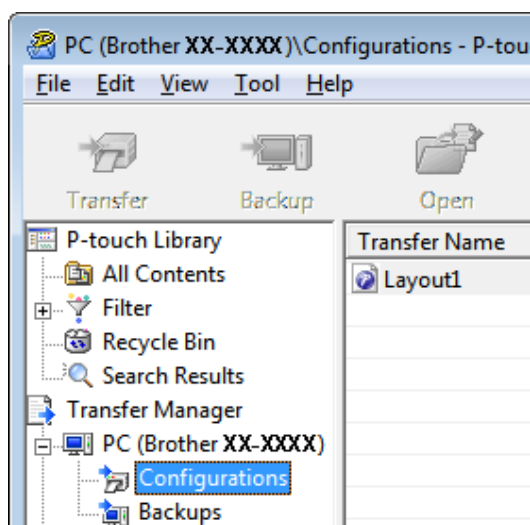 PC (Brother XX-XXXX)\Configurations - P-tou
File Edit View Tool Help
Transfer Backup Open
P-touch Library
All Contents
Filter
Recycle Bin
Search Results
Transfer Manager
PC (Brother XX-XXXX)
Configurations
Backups
Transfer Name
Layout1